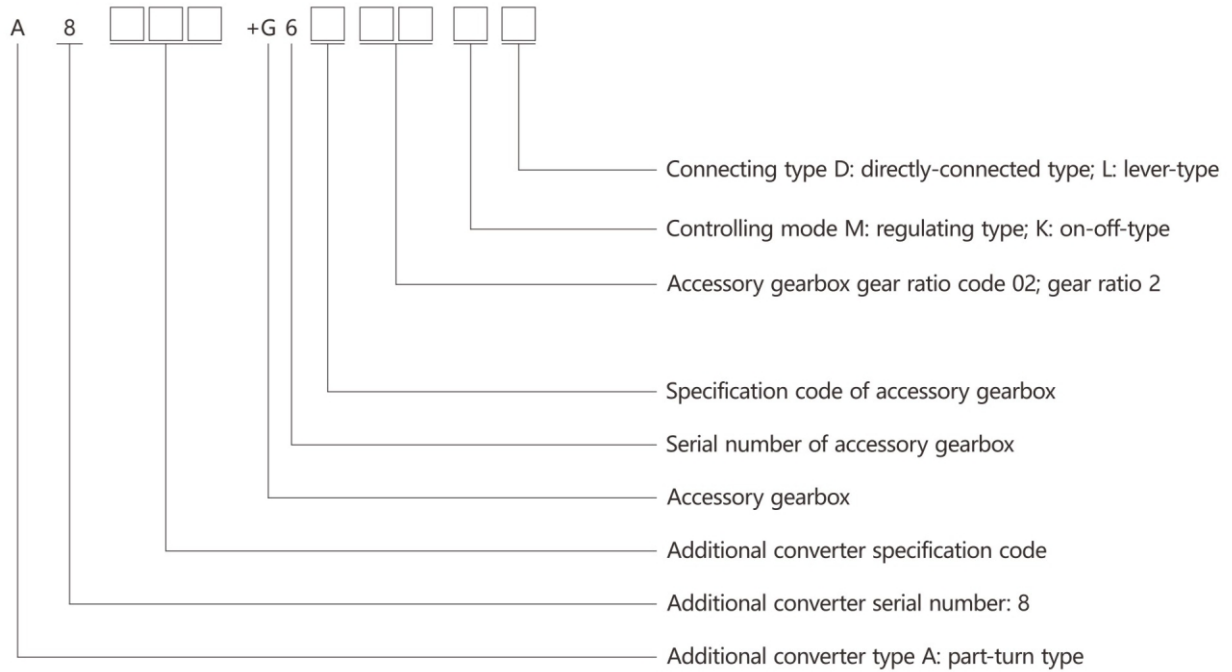 A 8 □□□ +G 6 □ □□ □ □
Connecting type D: directly-connected type; L: lever-type
Controlling mode M: regulating type; K: on-off-type
Accessory gearbox gear ratio code 02; gear ratio 2
Specification code of accessory gearbox
Serial number of accessory gearbox
Accessory gearbox
Additional converter specification code
Additional converter serial number: 8
Additional converter type A: part-turn type